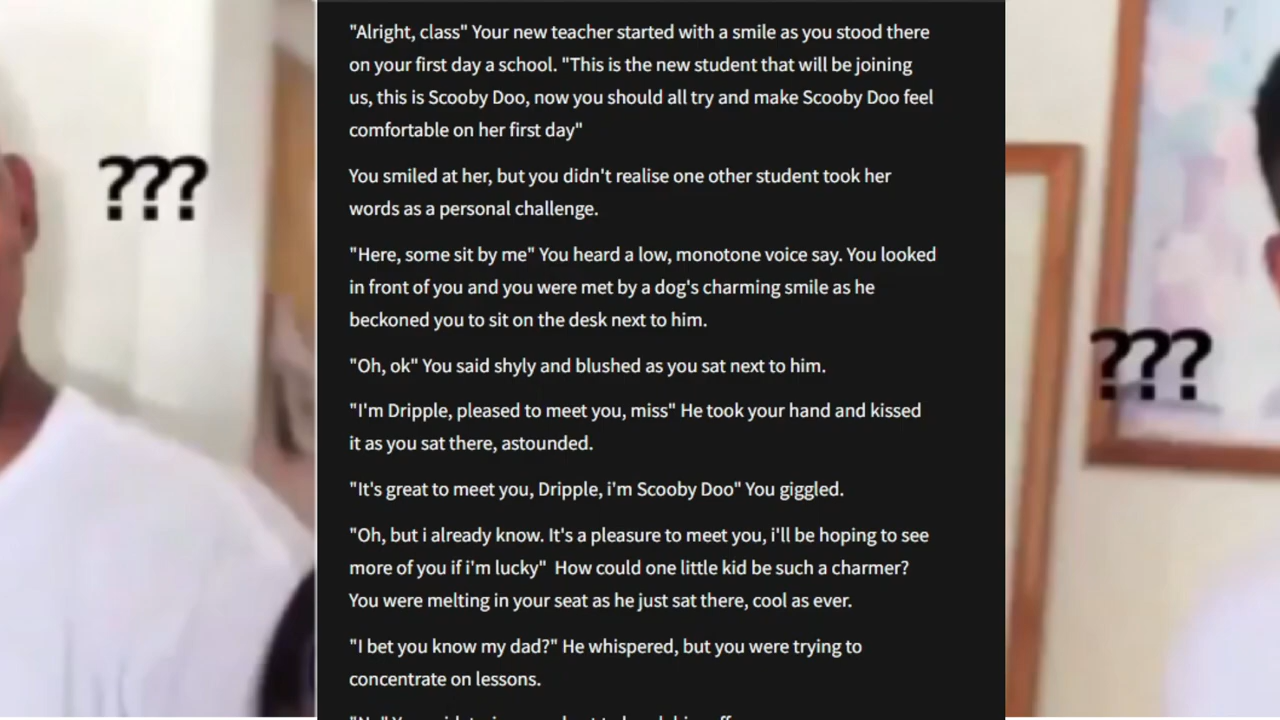 "Alright, class" Your new teacher started with a smile as you stood there
on your first day a school. "This is the new student that will be joining
us, this is Scooby Doo, now you should all try and make Scooby Doo feel
comfortable on her first day"
You smiled at her, but you didn't realise one other student took her
words as a personal challenge.
"Here, some sit by me" You heard a low, monotone voice say. You looked
in front of you and you were met by a dog's charming smile as he
beckoned you to sit on the desk next to him.
"Oh, ok" You said shyly and blushed as you sat next to him.
"I'm Dripple, pleased to meet you, miss" He took your hand and kissed
it as you sat there, astounded.
"It's great to meet you, Dripple, i'm Scooby Doo" You giggled.
"Oh, but i already know. It's a pleasure to meet you, i'll be hoping to see
more of you if i'm lucky"  How could one little kid be such a charmer?
You were melting in your seat as he just sat there, cool as ever.
"I bet you know my dad?" He whispered, but you were trying to
concentrate on lessons.
???
???